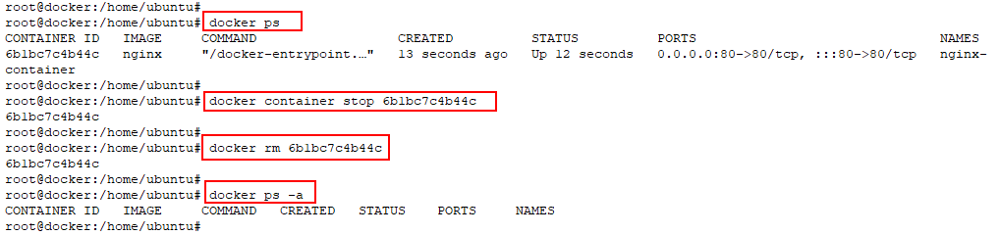 root@docker:/home/ubuntu#
root@docker:/home/ubuntu# docker ps
CONTAINER ID   IMAGE     COMMAND                  CREATED          STATUS          PORTS                               NAMES
6b1bc7c4b44c   nginx     "/docker-entrypoint.…"   13 seconds ago   Up 12 seconds   0.0.0.0:80->80/tcp, :::80->80/tcp   nginx-
container
root@docker:/home/ubuntu#
root@docker:/home/ubuntu# docker container stop 6b1bc7c4b44c
6b1bc7c4b44c
root@docker:/home/ubuntu#
root@docker:/home/ubuntu# docker rm 6b1bc7c4b44c
6b1bc7c4b44c
root@docker:/home/ubuntu#
root@docker:/home/ubuntu# docker ps -a
CONTAINER ID   IMAGE     COMMAND   CREATED   STATUS    PORTS     NAMES
root@docker:/home/ubuntu#